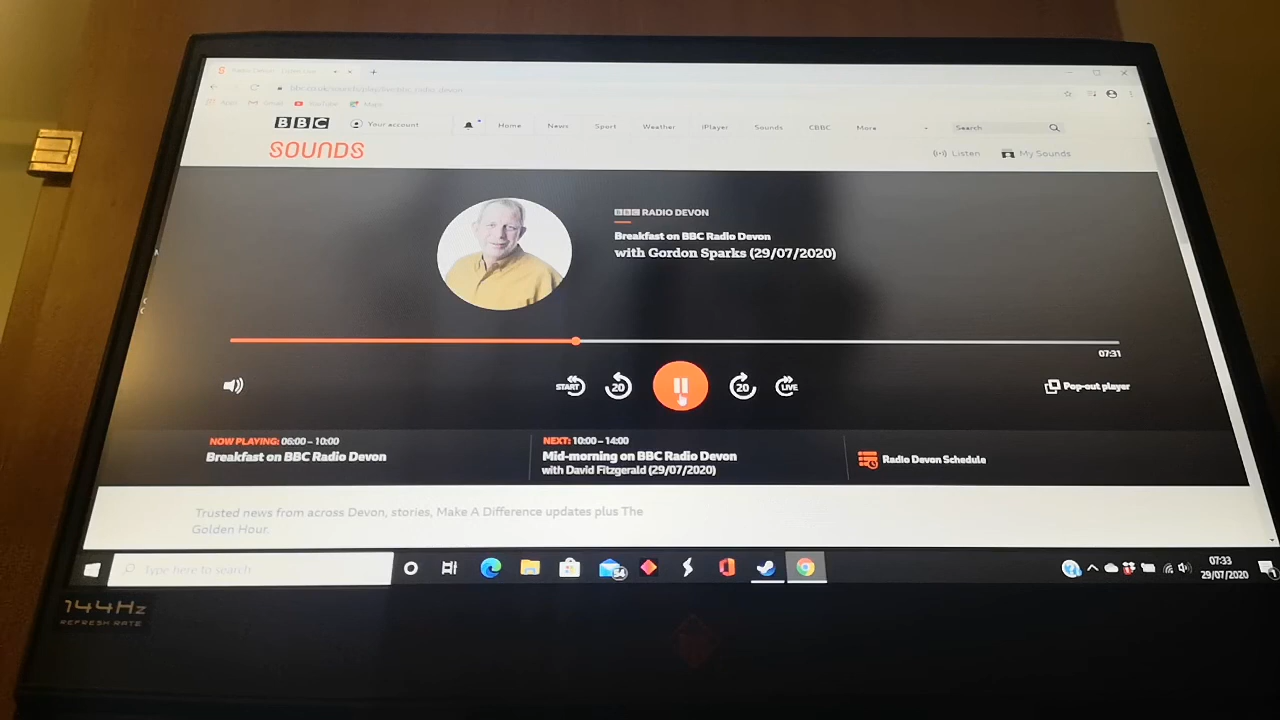 BBC
Your account
Home
News
Sport
Weather
iPlayer
Sounds
CBBC
More
Search
SOUNDS
Listen
My Sounds
BBC RADIO DEVON
Breakfast on BBC Radio Devon
with Gordon Sparks (29/07/2020)
07:31
START
20
20
LIVE
Pop-out player
NOW PLAYING: 06:00 – 10:00
Breakfast on BBC Radio Devon
NEXT: 10:00 – 14:00
Mid-morning on BBC Radio Devon
with David Fitzgerald (29/07/2020)
Radio Devon Schedule
Trusted news from across Devon, stories, Make A Difference updates plus The
Golden Hour.
Type here to search
07:33
29/07/2020
144Hz
REFRESH RATE